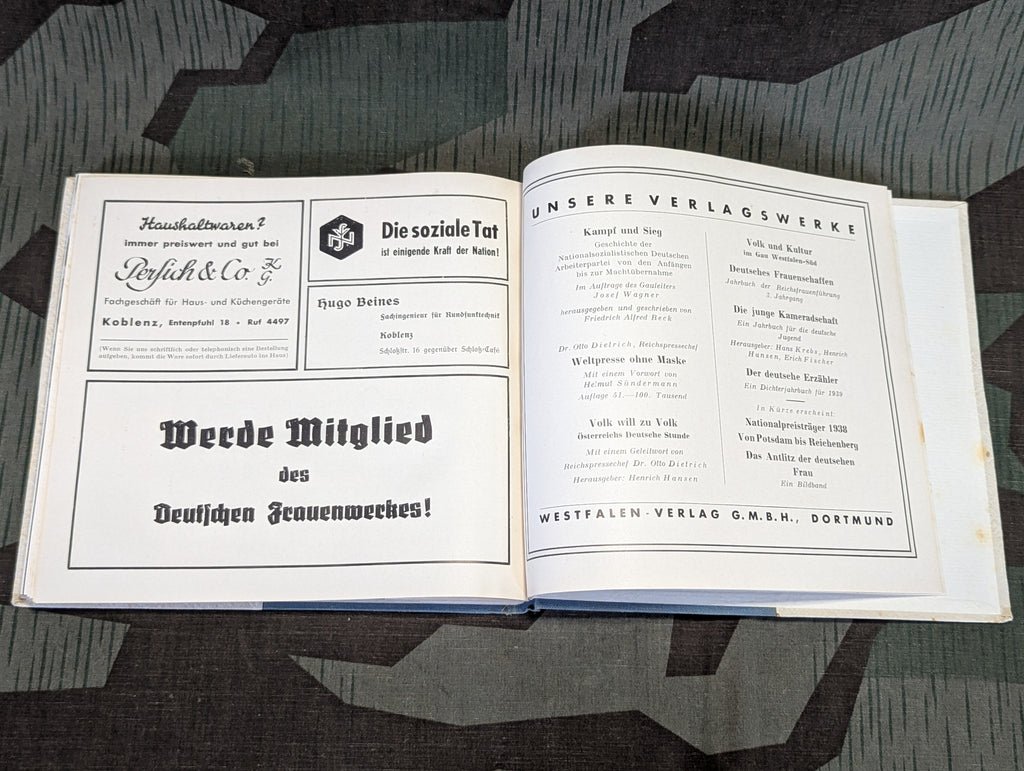 Haushaltwaren?
immer preiswert und gut bei
Persich & Co. K.G.
Fachgeschäft für Haus- und Küchengeräte
Koblenz, Entenpfuhl 18 • Ruf 4497
(Wenn Sie uns schriftlich oder telephonisch eine Bestellung
aufgeben, kommt die Ware sofort durch Lieferauto ins Haus)
Die soziale Tat
ist einigende Kraft der Nation!
Hugo Beines
Fachingenieur für Rundfunktechnik
Koblenz
Schloßstr. 16 gegenüber Schloß-Café
Werde Mitglied
des
Deutschen Frauenwerkes!
UNSERE VERLAGSWERKE
Kampf und Sieg
Geschichte der
Nationalsozialistischen Deutschen
Arbeiterpartei von den Anfängen
bis zur Machtübernahme
Im Auftrage des Gauleiters
Josef Wagner
herausgegeben und geschrieben von
Friedrich Alfred Beck
Dr. Otto Dietrich, Reichspressechef
Weltpresse ohne Maske
Mit einem Vorwort von
Helmut Sündermann
Auflage 51.—100. Tausend
Volk will zu Volk
Österreichs Deutsche Stunde
Mit einem Geleitwort von
Reichspressechef Dr. Otto Dietrich
Herausgeber: Henrich Hansen
Volk und Kultur
im Gau Westfalen-Süd
Deutsches Frauenschaffen
Jahrbuch der Reichsfrauenführung
2. Jahrgang
Die junge Kameradschaft
Ein Jahrbuch für die deutsche
Jugend
Herausgeber: Hans Krebs, Henrich
Hansen, Erich Fischer
Der deutsche Erzähler
Ein Dichterjahrbuch für 1939
In Kürze erscheint:
Nationalpreisträger 1938
Von Potsdam bis Reichenberg
Das Antlitz der deutschen
Frau
Ein Bildband
WESTFALEN-VERLAG G.M.B.H., DORTMUND